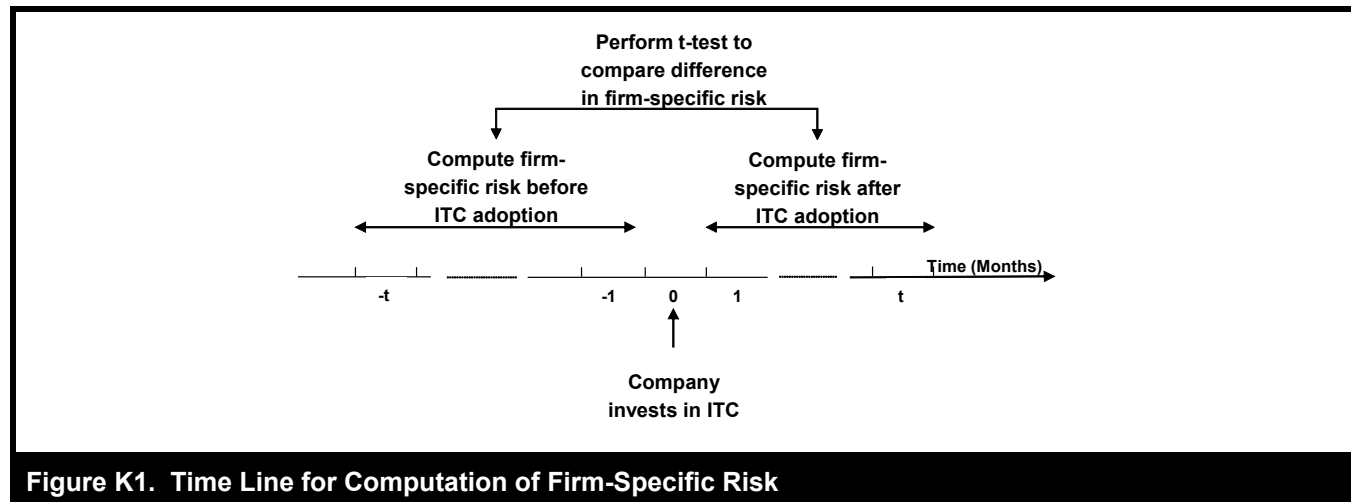 Perform t-test to
compare difference
in firm-specific risk
Compute firm-
specific risk before
ITC adoption
Compute firm-
specific risk after
ITC adoption
Time (Months)
-t
-1
0
1
t
Company
invests in ITC
Figure K1. Time Line for Computation of Firm-Specific Risk